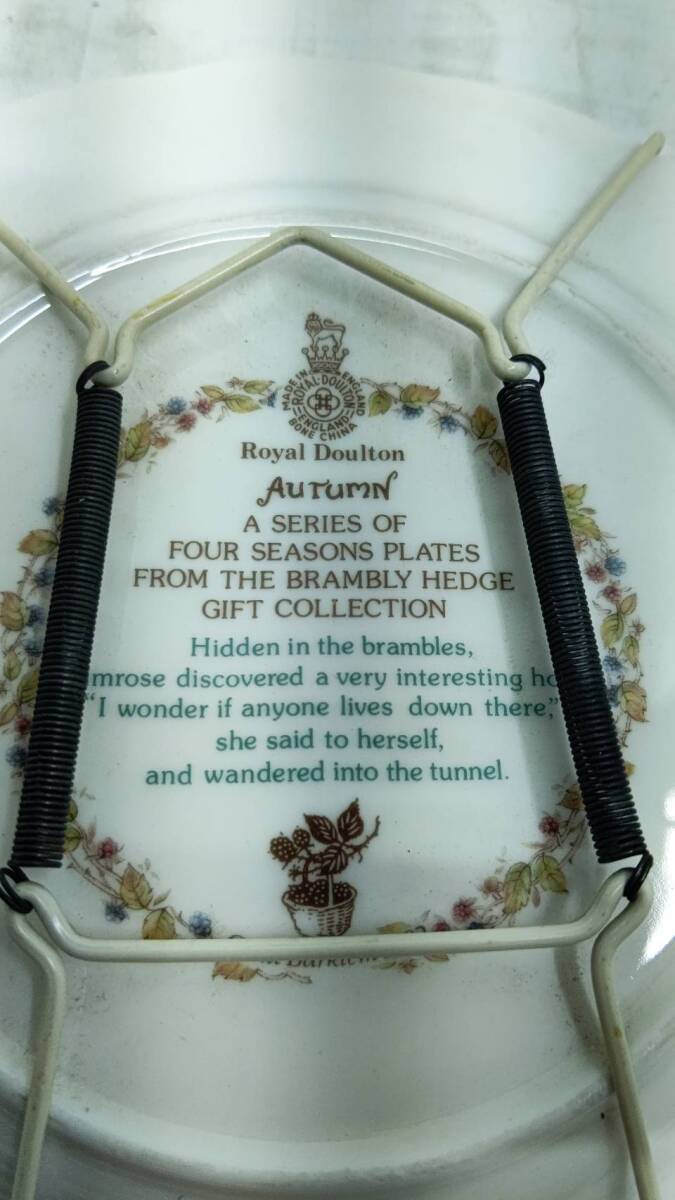 MADE IN ENGLAND
ROYAL·DOULTON
ENGLAND
BONE CHINA
Royal Doulton
AUTUMN
A SERIES OF
FOUR SEASONS PLATES
FROM THE BRAMBLY HEDGE
GIFT COLLECTION
Hidden in the brambles,
mrose discovered a very interesting ho
“I wonder if anyone lives down there,”
she said to herself,
and wandered into the tunnel.